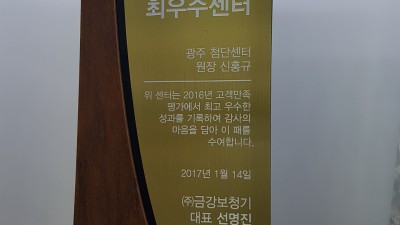 최우수센터
광주 첨단센터
원장 신홍규
위 센터는 2016년 고객만족
평가에서 최고 우수한
성과를 기록하여 감사의
마음을 담아 이 패를
수여합니다.
2017년 1월 14일
㈜금강보청기
대표 선명진